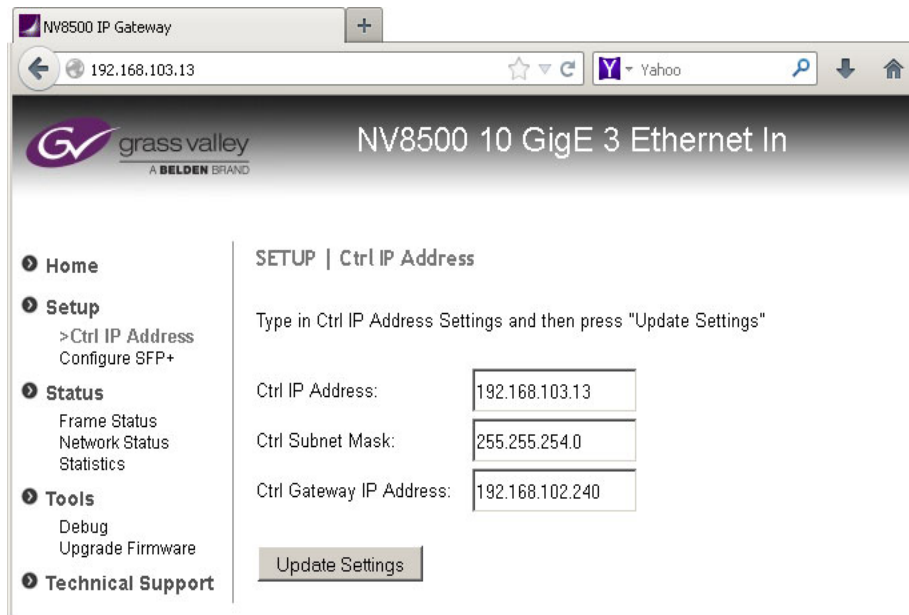 NV8500 IP Gateway
+
192.168.103.13
Yahoo
GV grass valley
A BELDEN BRAND
NV8500 10 GigE 3 Ethernet In
Home
Setup
>Ctrl IP Address
Configure SFP+
Status
Frame Status
Network Status
Statistics
Tools
Debug
Upgrade Firmware
Technical Support
SETUP | Ctrl IP Address
Type in Ctrl IP Address Settings and then press "Update Settings"
Ctrl IP Address: 192.168.103.13
Ctrl Subnet Mask: 255.255.254.0
Ctrl Gateway IP Address: 192.168.102.240
Update Settings